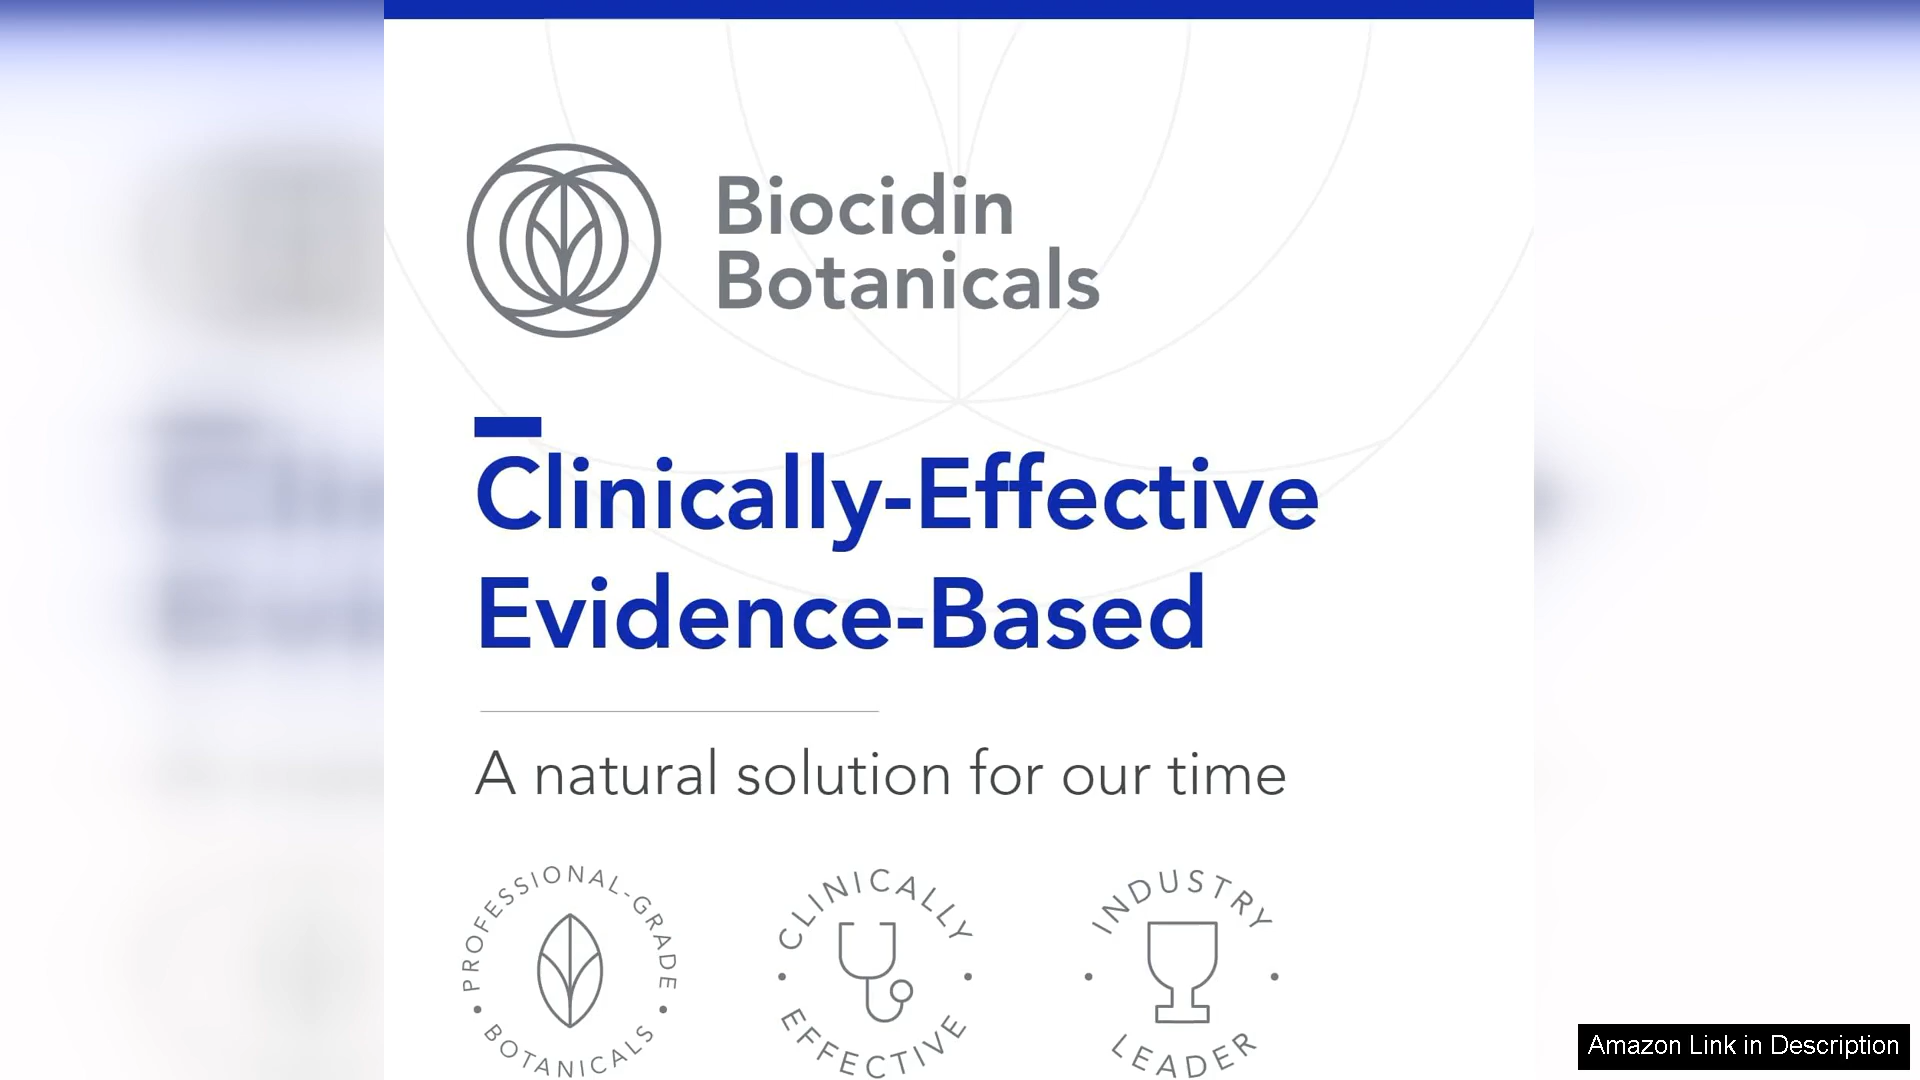 Biocidin
Botanicals
Clinically-Effective
Evidence-Based
A natural solution for our time
PROFESSIONAL-GRADE
• BOTANICALS •
CLINICALLY
• EFFECTIVE •
INDUSTRY
• LEADER •
Amazon Link in Description